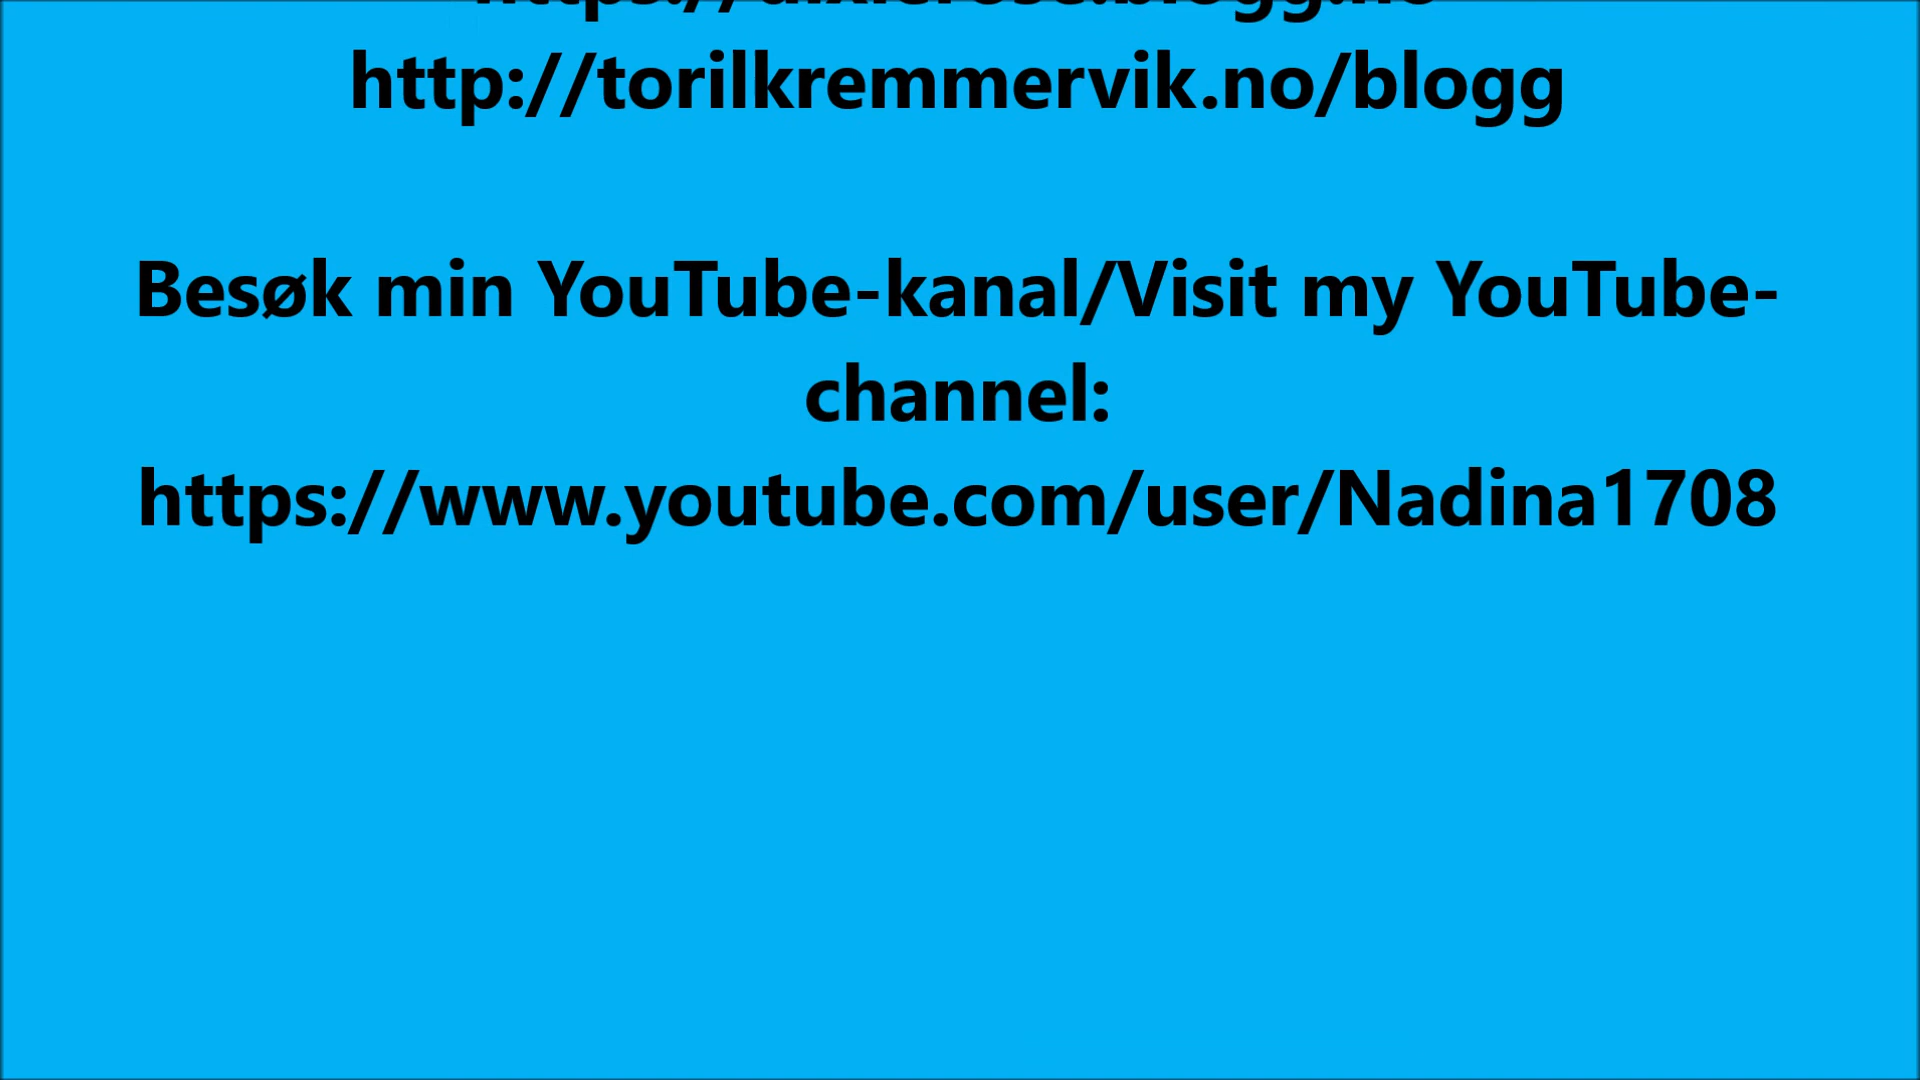 http://torilkremmervik.no/blogg
Besøk min YouTube-kanal/Visit my YouTube-
channel:
https://www.youtube.com/user/Nadina1708